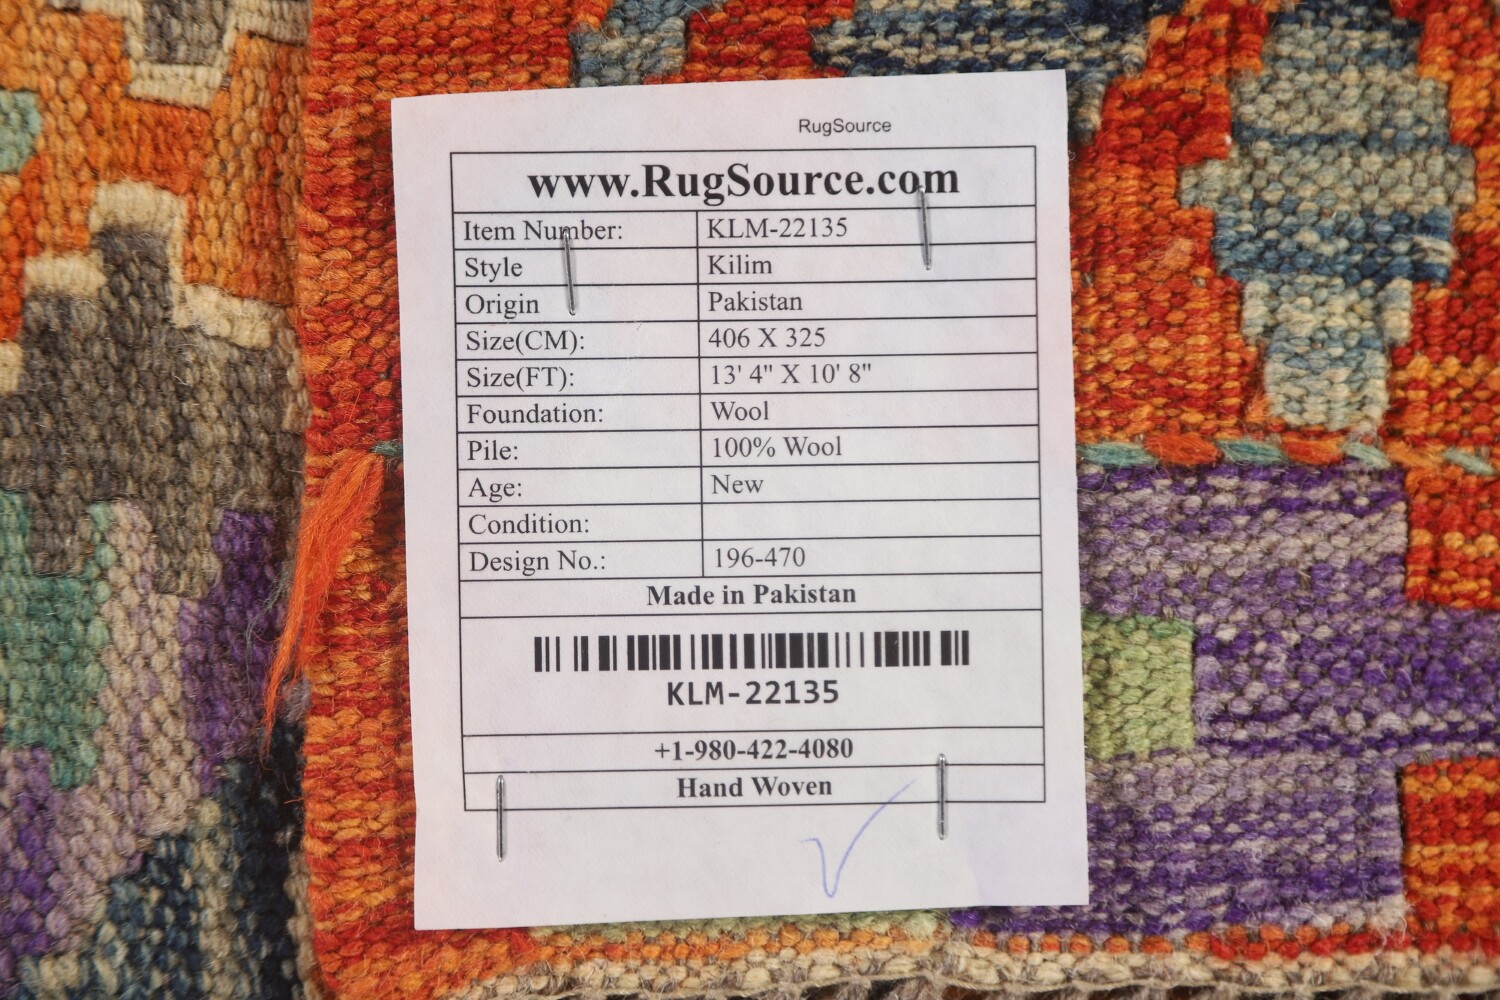 RugSource
www.RugSource.com
Item Number: KLM-22135
Style Kilim
Origin Pakistan
Size(CM): 406 X 325
Size(FT): 13' 4" X 10' 8"
Foundation: Wool
Pile: 100% Wool
Age: New
Condition:
Design No.: 196-470
Made in Pakistan
KLM-22135
+1-980-422-4080
Hand Woven